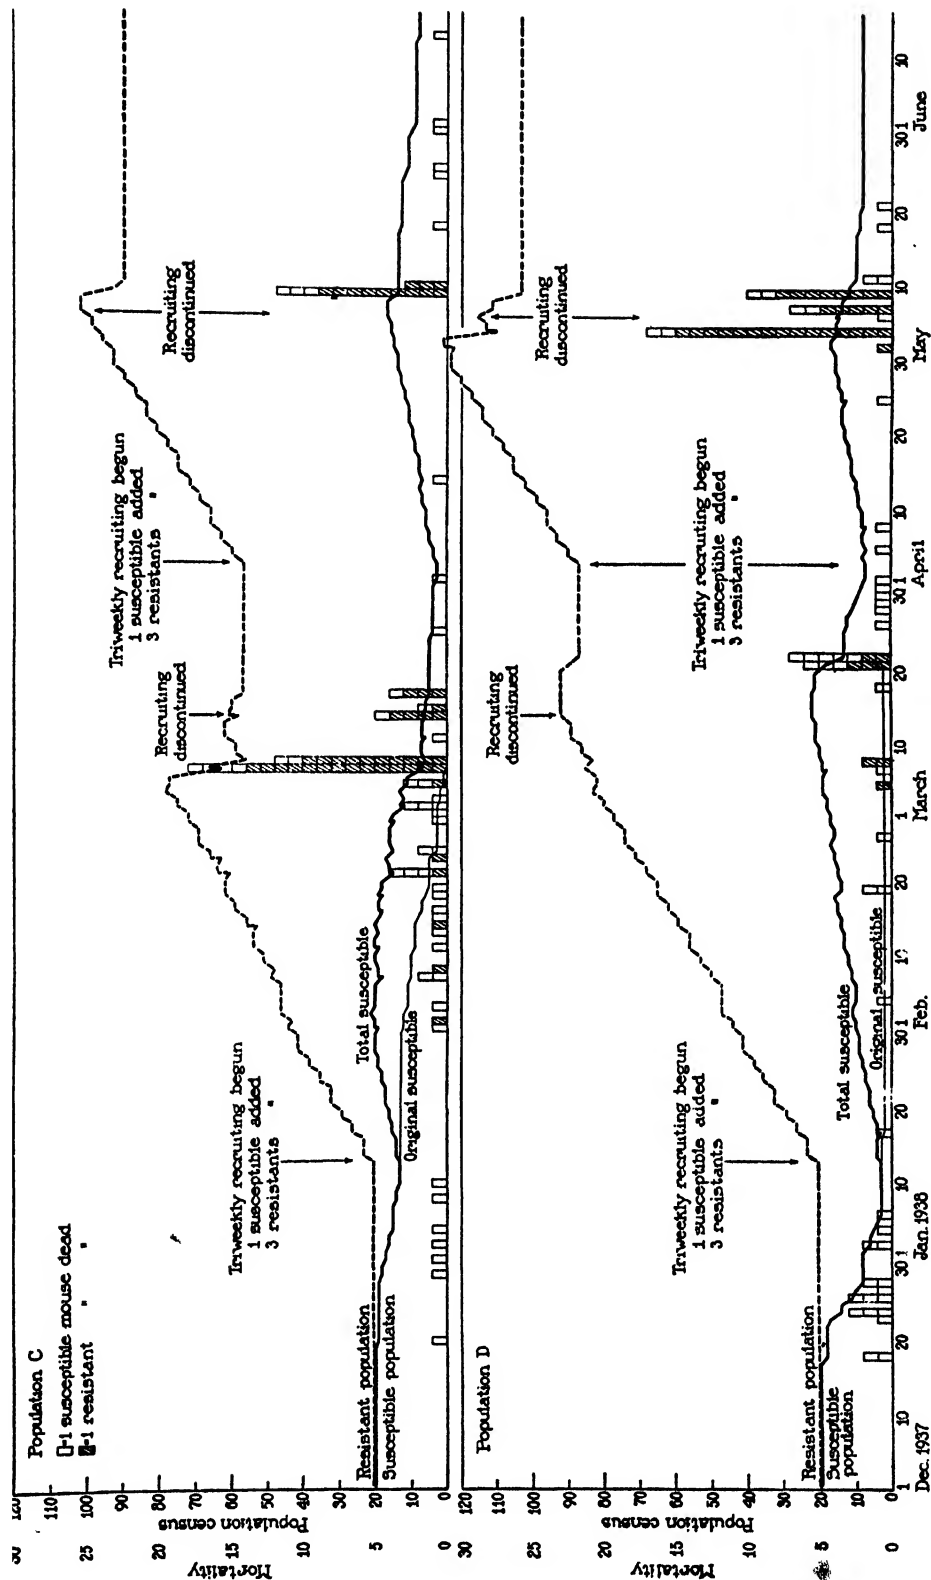 Population C
▯-1 susceptible mouse dead
▨-1 resistant " "
Mortality
Population census
30
25
20
15
10
5
0
120
100
90
80
70
60
50
40
30
20
10
0
Resistant population
Susceptible population
Triweekly recruiting begun
1 susceptible added
3 resistants "
Total susceptible
Original susceptible
Recruiting
discontinued
Triweekly recruiting begun
1 susceptible added
3 resistants "
Recruiting
discontinued
Population D
Mortality
Population census
30
25
20
15
10
5
0
120
110
100
90
80
70
60
50
40
30
20
10
0
Resistant population
Susceptible
population
Triweekly recruiting begun
1 susceptible added
3 resistants "
Total susceptible
Original susceptible
Recruiting
discontinued
Triweekly recruiting begun
1 susceptible added
3 resistants "
Recruiting
discontinued
1 10 20 30 1 10 20 30 1 10 20 1 10 20 30 1 10 20 30 10 20 30 1 10
Dec. 1937 Jan. 1938 Feb. March April May June